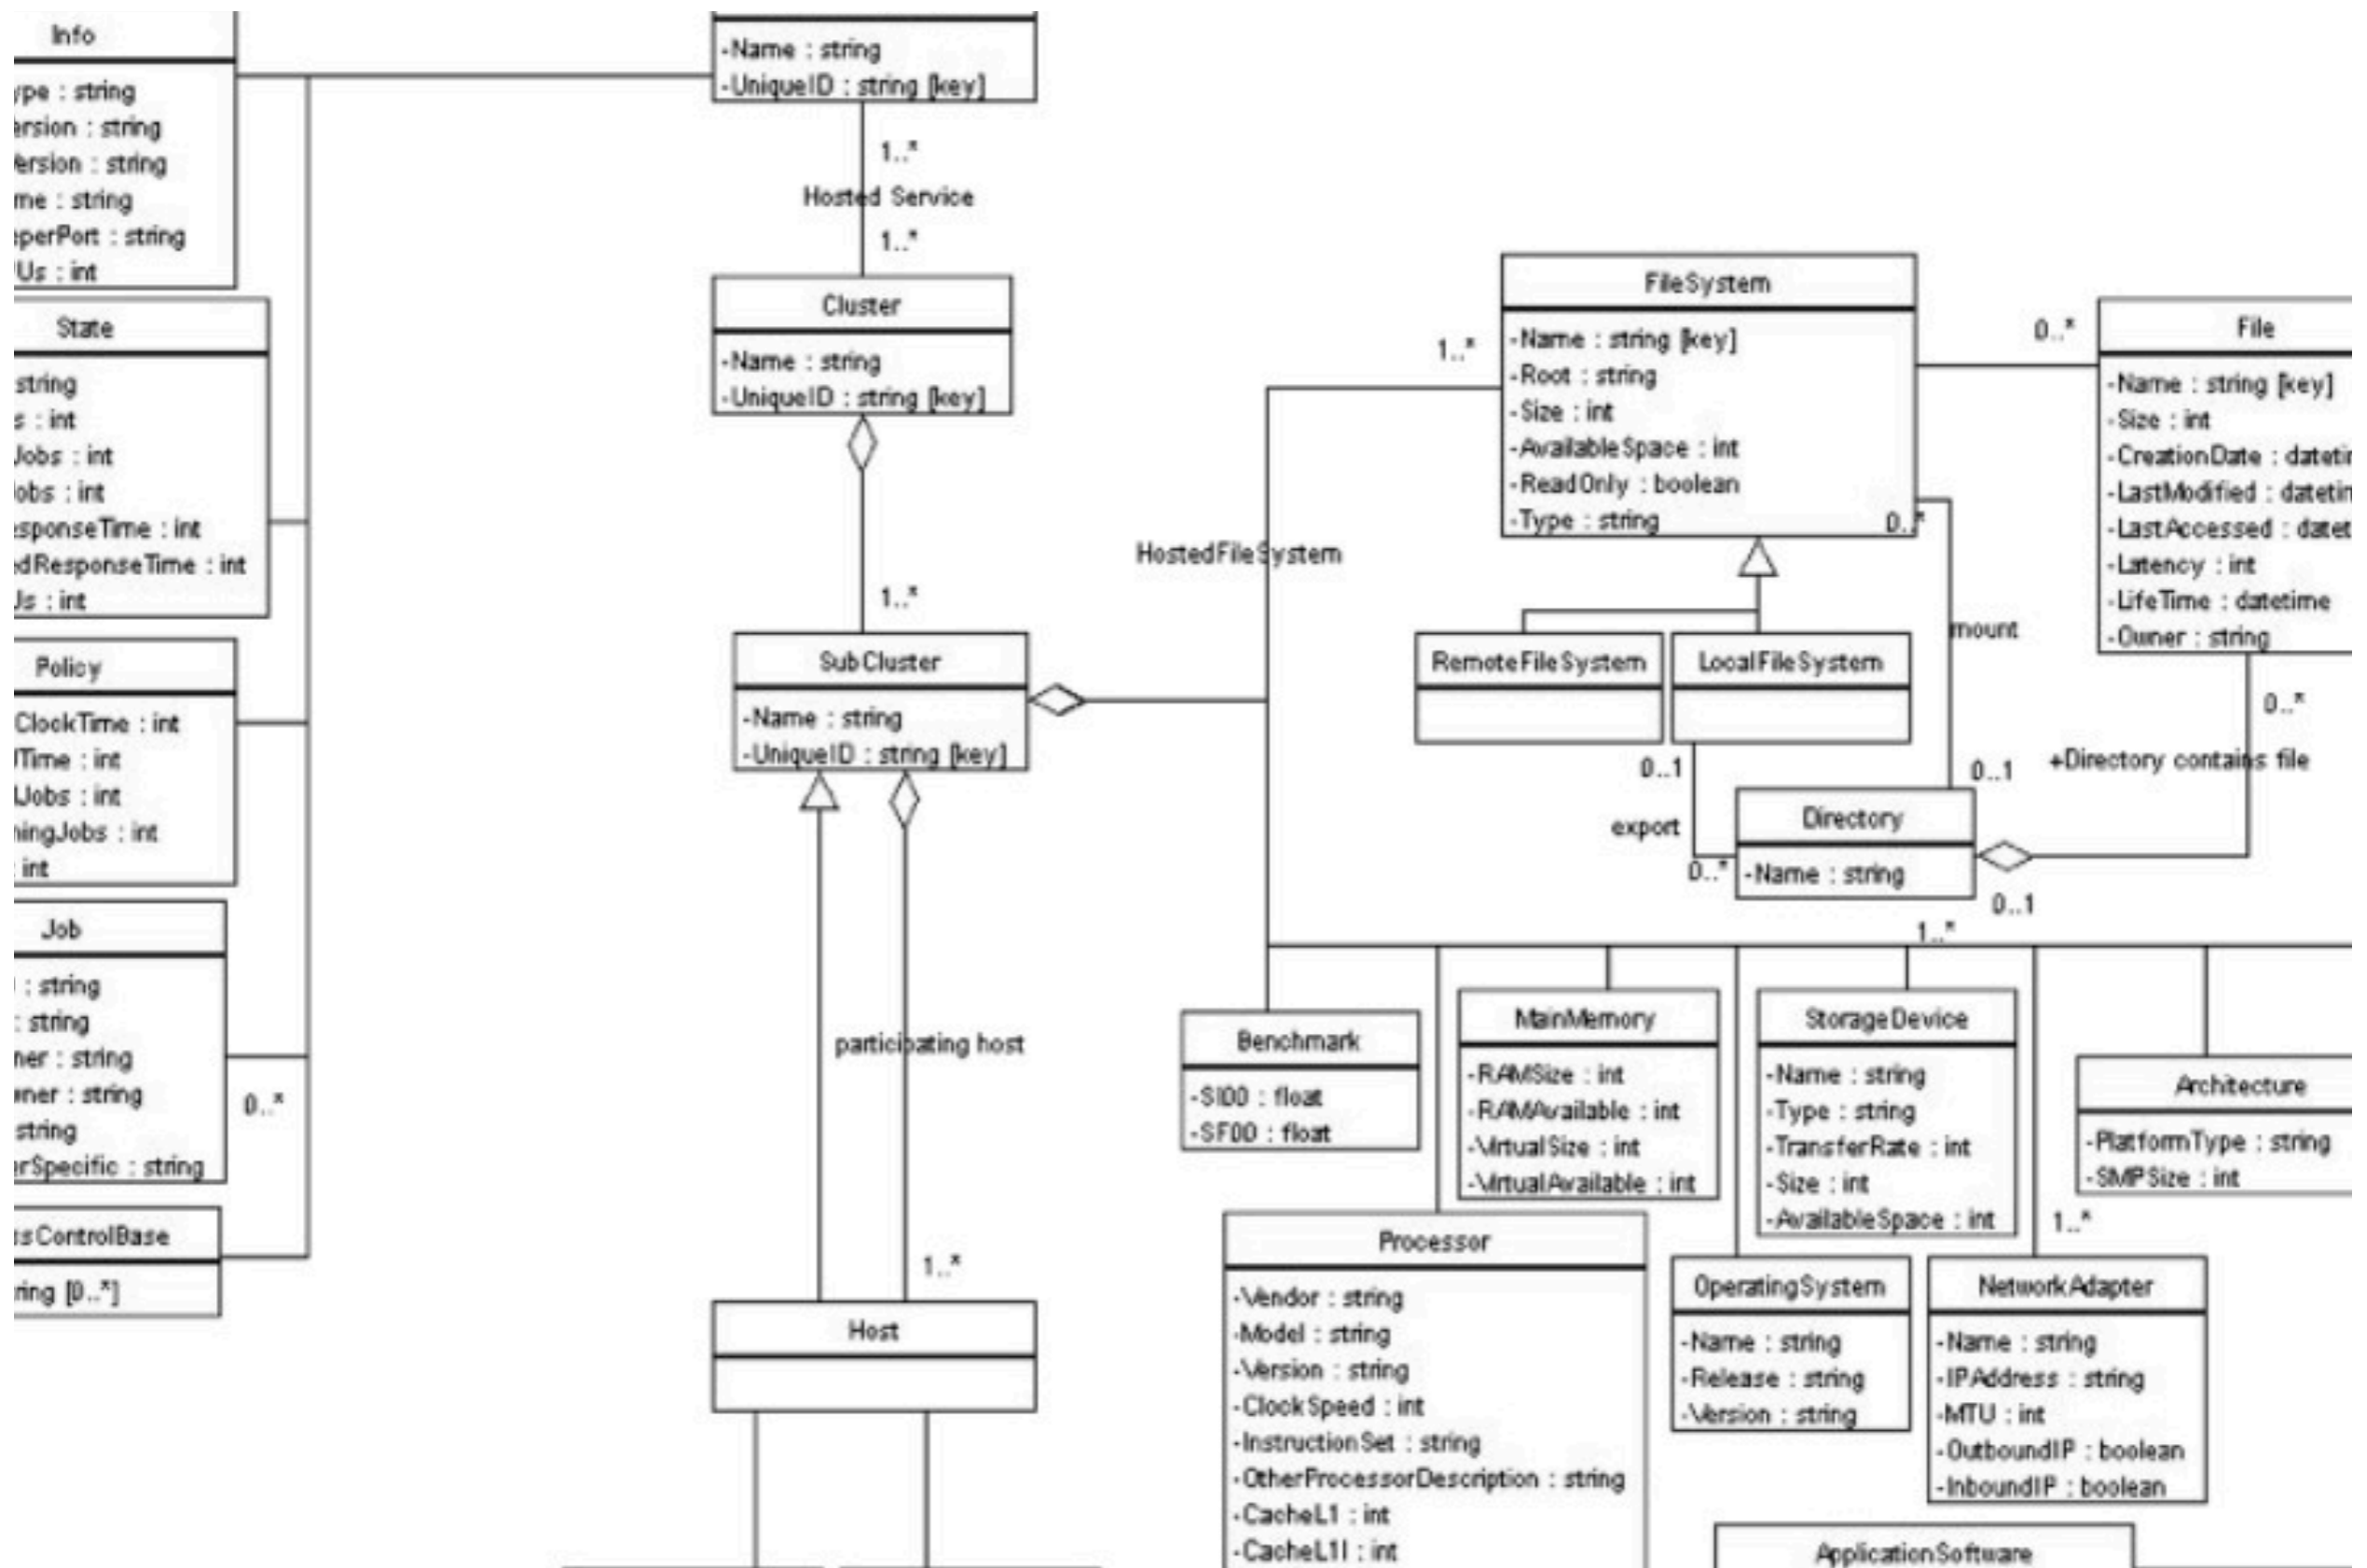 Info
ype : string
ersion : string
Version : string
me : string
eperPort : string
Us : int
State
string
s : int
Jobs : int
lobs : int
esponseTime : int
dResponseTime : int
Js : int
Policy
ClockTime : int
Time : int
Jobs : int
ningJobs : int
: int
Job
: string
: string
ner : string
wner : string
string
erSpecific : string
0..*
ssControlBase
ring [0..*]
-Name : string
-UniqueID : string [key]
1..*
Hosted Service
1..*
Cluster
-Name : string
-UniqueID : string [key]
1..*
SubCluster
-Name : string
-UniqueID : string [key]
participating host
1..*
Host
HostedFileSystem
1..*
FileSystem
-Name : string [key]
-Root : string
-Size : int
-AvailableSpace : int
-ReadOnly : boolean
-Type : string
0..*
RemoteFileSystem
LocalFileSystem
mount
0..1
export
0..*
0..1
Directory
-Name : string
0..1
0..*
File
-Name : string [key]
-Size : int
-CreationDate : datetim
-LastModified : datetim
-LastAccessed : datet
-Latency : int
-LifeTime : datetime
-Owner : string
0..*
+Directory contains file
1..*
Benchmark
-SI00 : float
-SF00 : float
MainMemory
-RAMSize : int
-RAMAvailable : int
-VirtualSize : int
-VirtualAvailable : int
StorageDevice
-Name : string
-Type : string
-TransferRate : int
-Size : int
-AvailableSpace : int
Architecture
-PlatformType : string
-SMPSize : int
1..*
Processor
-Vendor : string
-Model : string
-Version : string
-ClockSpeed : int
-InstructionSet : string
-OtherProcessorDescription : string
-CacheL1 : int
-CacheL1I : int
OperatingSystem
-Name : string
-Release : string
-Version : string
NetworkAdapter
-Name : string
-IPAddress : string
-MTU : int
-OutboundIP : boolean
-InboundIP : boolean
ApplicationSoftware